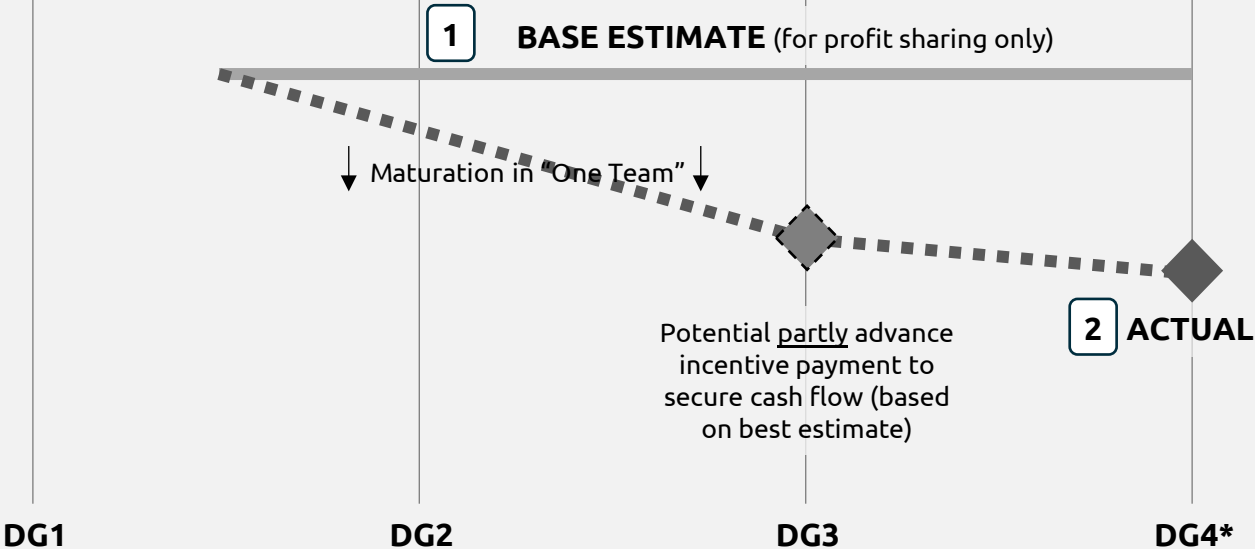 1 BASE ESTIMATE (for profit sharing only)
Maturation in “One Team”
Potential partly advance
incentive payment to
secure cash flow (based
on best estimate)
2 ACTUAL
DG1 DG2 DG3 DG4*